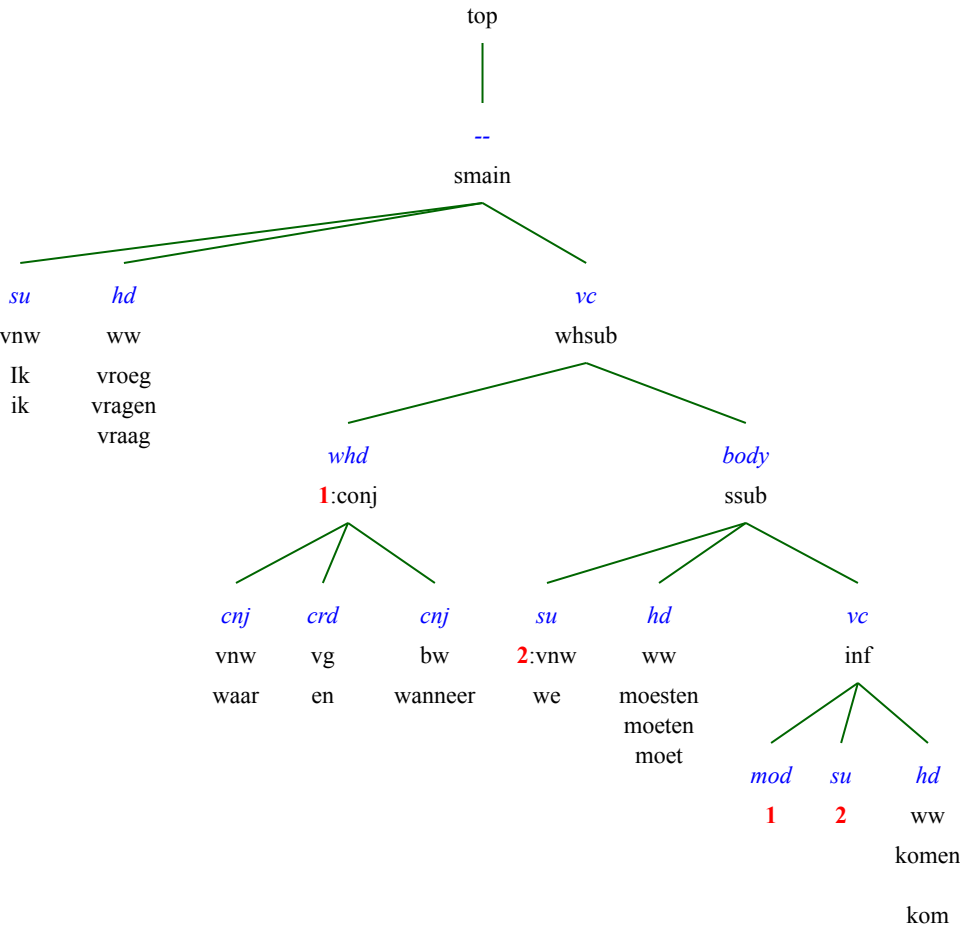 top
--
smain
su hd vc
vnw ww whsub
Ik vroeg
ik vragen
vraag
whd body
1:conj ssub
cnj crd cnj su hd vc
vnw vg bw 2:vnw ww inf
waar en wanneer we moesten
moeten
moet
mod su hd
1 2 ww
komen
kom